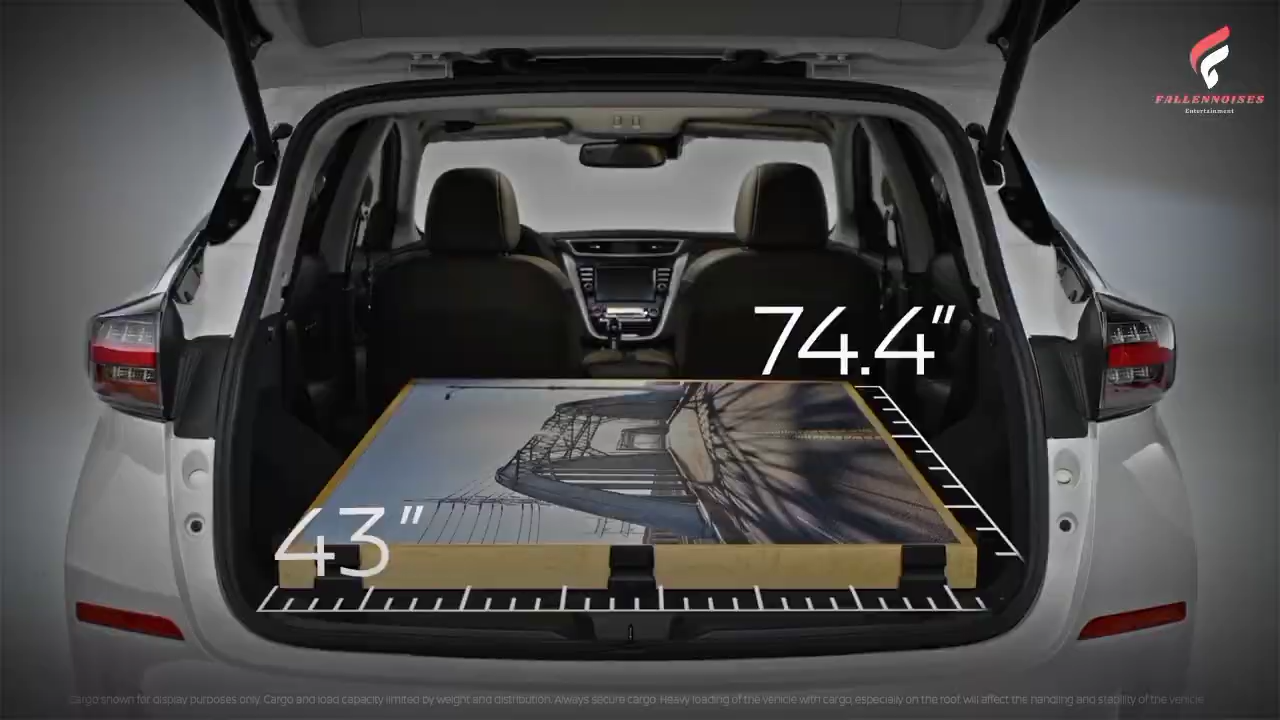 FALLENNOISES
Entertainment
74.4"
43"
Cargo shown for display purposes only. Cargo and load capacity limited by weight and distribution. Always secure cargo. Heavy loading of the vehicle with cargo, especially on the roof, will affect the handling and stability of the vehicle.